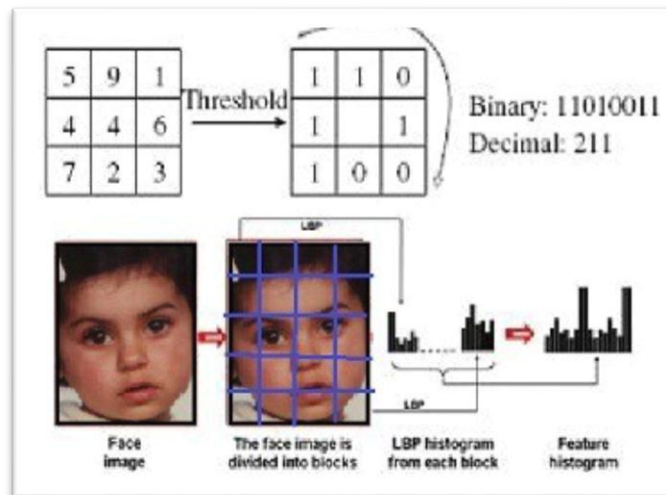 5 9 1
4 4 6
7 2 3
Threshold
1 1 0
1 1
1 0 0
Binary: 11010011
Decimal: 211
LBP
LBP
Face
image
The face image is
divided into blocks
LBP histogram
from each block
Feature
histogram